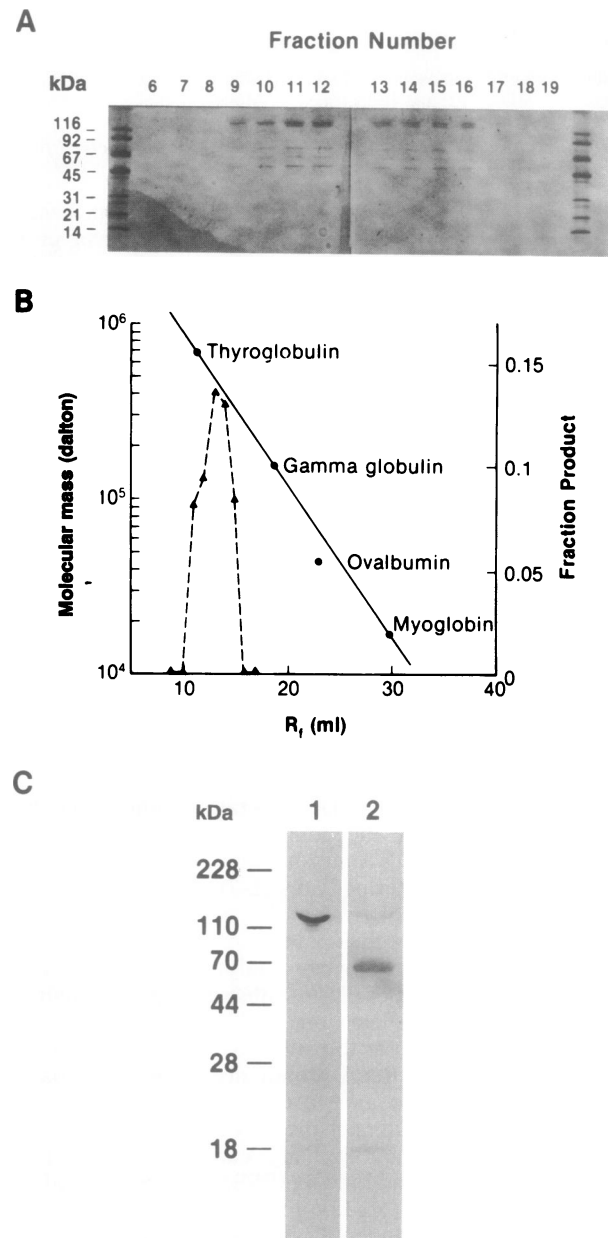 A
Fraction Number
kDa 6 7 8 9 10 11 12 13 14 15 16 17 18 19
116
92
67
45
31
21
14
B
Molecular mass (dalton)
10⁶
10⁵
10⁴
Thyroglobulin
Gamma globulin
Ovalbumin
Myoglobin
0.15
0.1
0.05
0
Fraction Product
10 20 30 40
Rf (ml)
C
kDa 1 2
228
110
70
44
28
18